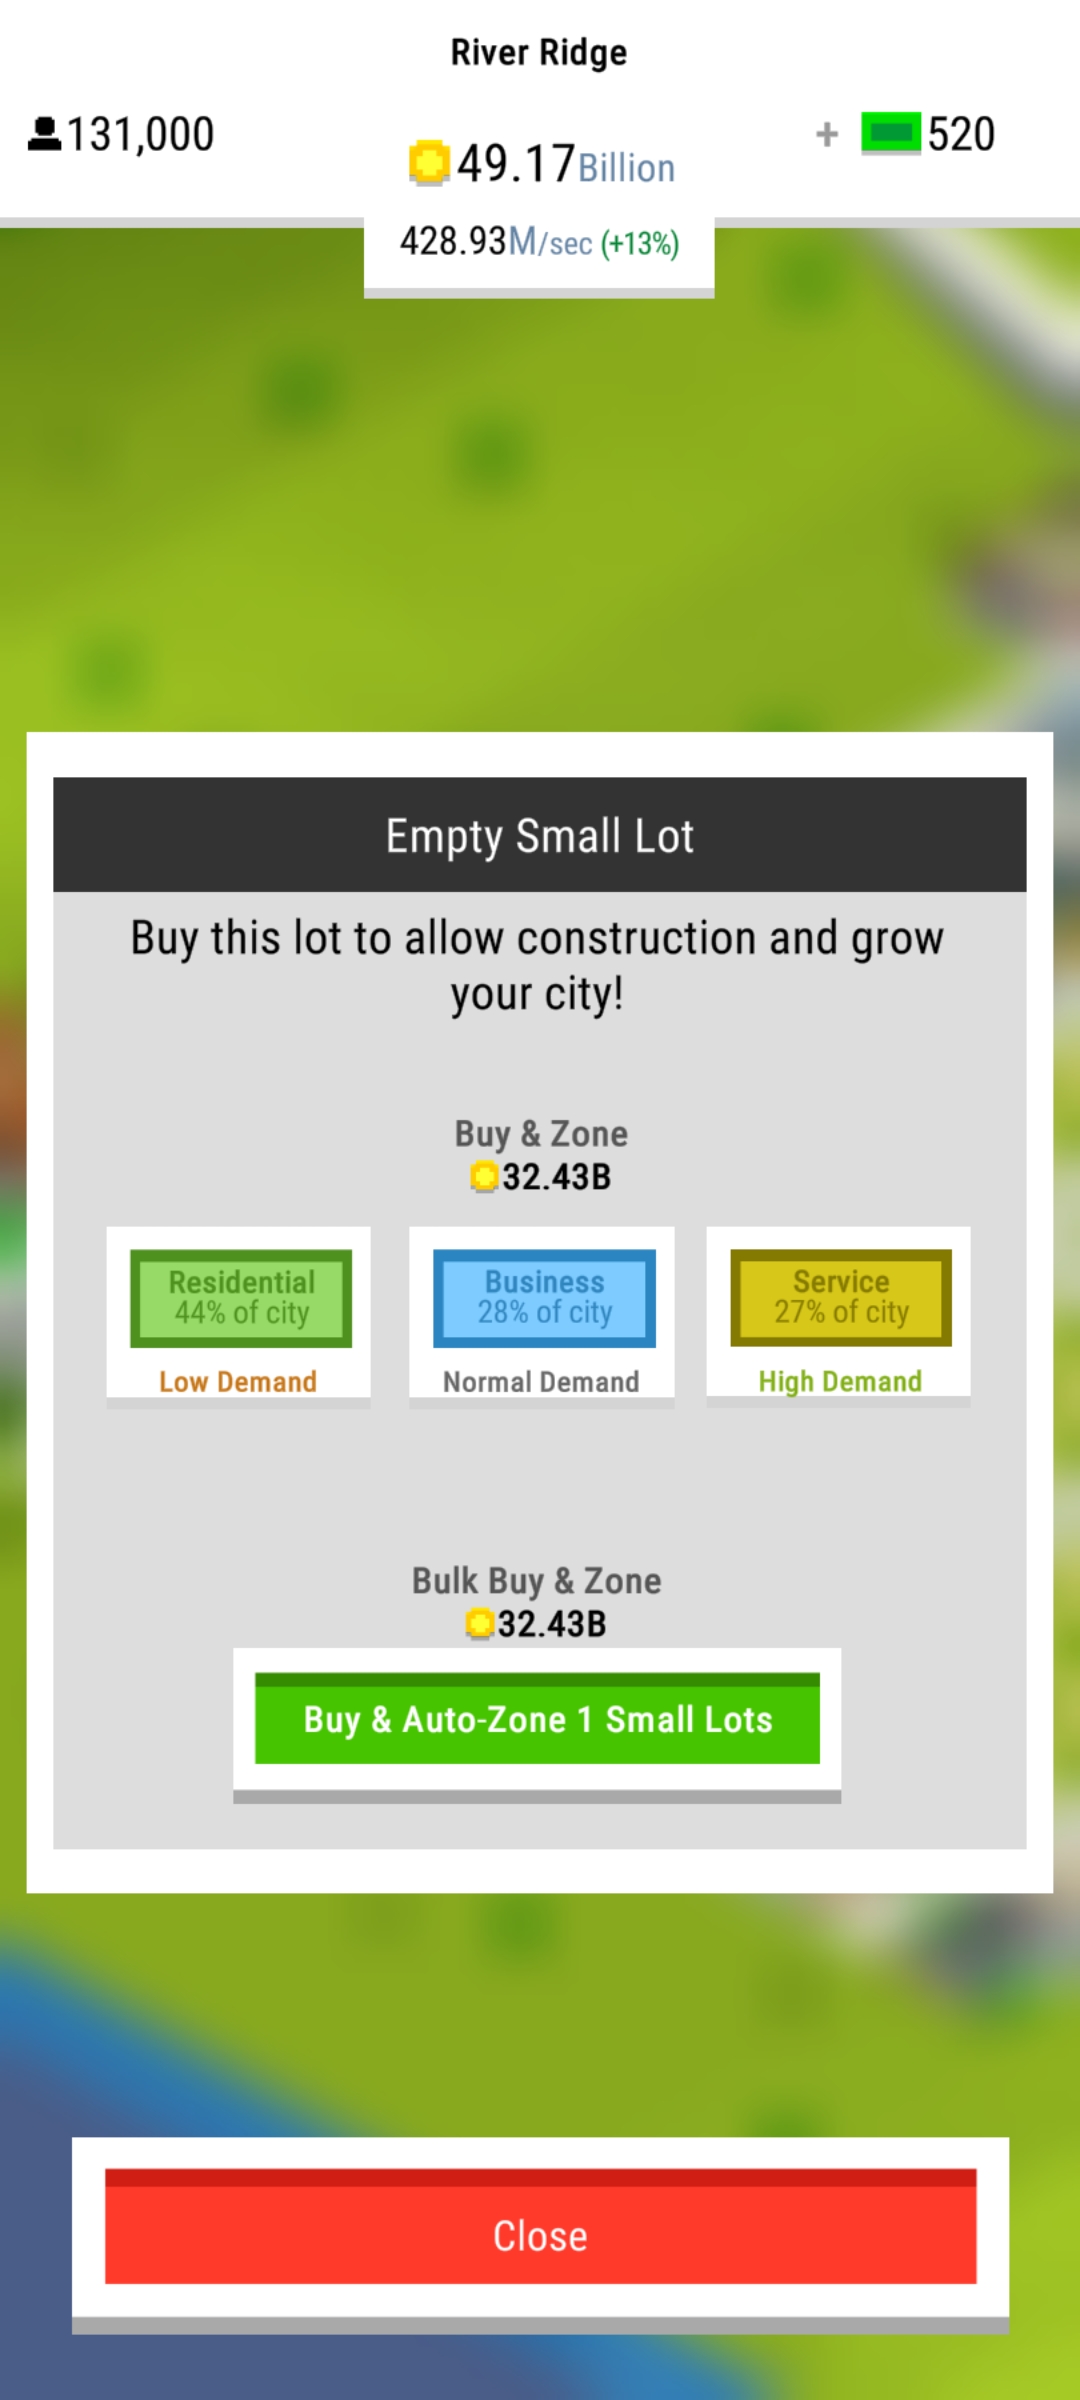 River Ridge
131,000
49.17Billion
+ 520
428.93M/sec (+13%)
Empty Small Lot
Buy this lot to allow construction and grow
your city!
Buy & Zone
32.43B
Residential
44% of city
Low Demand
Business
28% of city
Normal Demand
Service
27% of city
High Demand
Bulk Buy & Zone
32.43B
Buy & Auto-Zone 1 Small Lots
Close